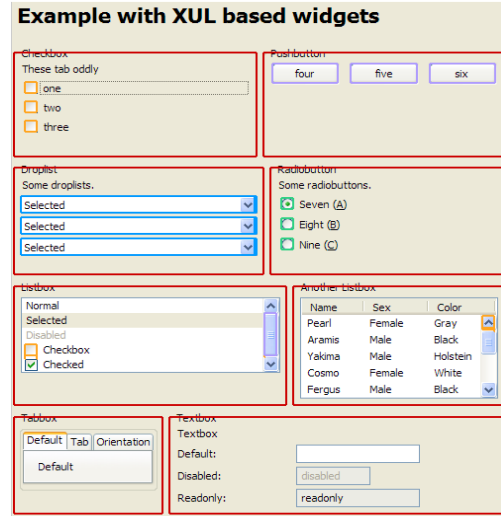 Example with XUL based widgets
Checkbox
These tab oddly
one
two
three
Pushbutton
four five six
Droplist
Some droplists.
Selected
Selected
Selected
Radiobutton
Some radiobuttons.
Seven (A)
Eight (B)
Nine (C)
Listbox
Normal
Selected
Disabled
Checkbox
Checked
Another Listbox
Name Sex Color
Pearl Female Gray
Aramis Male Black
Yakima Male Holstein
Cosmo Female White
Fergus Male Black
Tabbox
Default Tab Orientation
Default
Textbox
Textbox
Default:
Disabled: disabled
Readonly: readonly